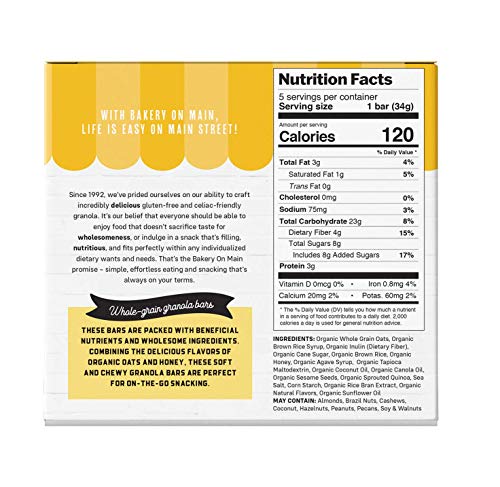 WITH BAKERY ON MAIN,
LIFE IS EASY ON MAIN STREET!
Since 1992, we've prided ourselves on our ability to craft
incredibly delicious gluten-free and celiac-friendly
granola. It's our belief that everyone should be able to
enjoy food that doesn't sacrifice taste for
wholesomeness, or indulge in a snack that's filling,
nutritious, and fits perfectly within any individualized
dietary wants and needs. That's the Bakery On Main
promise – simple, effortless eating and snacking that's
always on your terms.
Whole-grain granola bars
THESE BARS ARE PACKED WITH BENEFICIAL
NUTRIENTS AND WHOLESOME INGREDIENTS.
COMBINING THE DELICIOUS FLAVORS OF
ORGANIC OATS AND HONEY, THESE SOFT
AND CHEWY GRANOLA BARS ARE PERFECT
FOR ON-THE-GO SNACKING.
Nutrition Facts
5 servings per container
Serving size 1 bar (34g)
Amount per serving
Calories 120
% Daily Value *
Total Fat 3g 4%
Saturated Fat 1g 5%
Trans Fat 0g
Cholesterol 0mg 0%
Sodium 75mg 3%
Total Carbohydrate 23g 8%
Dietary Fiber 4g 15%
Total Sugars 8g
Includes 8g Added Sugars 17%
Protein 3g
Vitamin D 0mcg 0% • Iron 0.8mg 4%
Calcium 20mg 2% • Potas. 60mg 2%
* The % Daily Value (DV) tells you how much a nutrient
in a serving of food contributes to a daily diet. 2,000
calories a day is used for general nutrition advice.
INGREDIENTS: Organic Whole Grain Oats, Organic
Brown Rice Syrup, Organic Inulin (Dietary Fiber),
Organic Cane Sugar, Organic Brown Rice, Organic
Honey, Organic Agave Syrup, Organic Tapioca
Maltodextrin, Organic Coconut Oil, Organic Canola Oil,
Organic Sesame Seeds, Organic Sprouted Quinoa, Sea
Salt, Corn Starch, Organic Rice Bran Extract, Organic
Natural Flavors, Organic Sunflower Oil
MAY CONTAIN: Almonds, Brazil Nuts, Cashews,
Coconut, Hazelnuts, Peanuts, Pecans, Soy & Walnuts